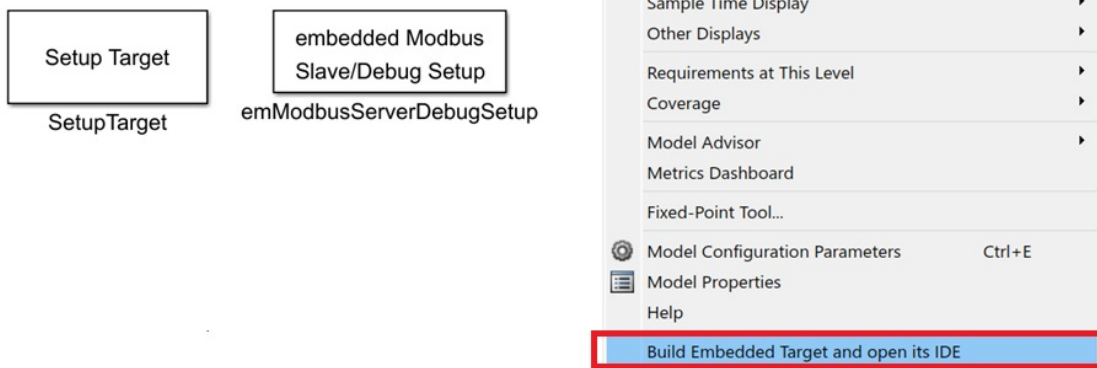 Setup Target
SetupTarget
embedded Modbus
Slave/Debug Setup
emModbusServerDebugSetup
Sample Time Display
Other Displays
Requirements at This Level
Coverage
Model Advisor
Metrics Dashboard
Fixed-Point Tool...
Model Configuration Parameters Ctrl+E
Model Properties
Help
Build Embedded Target and open its IDE